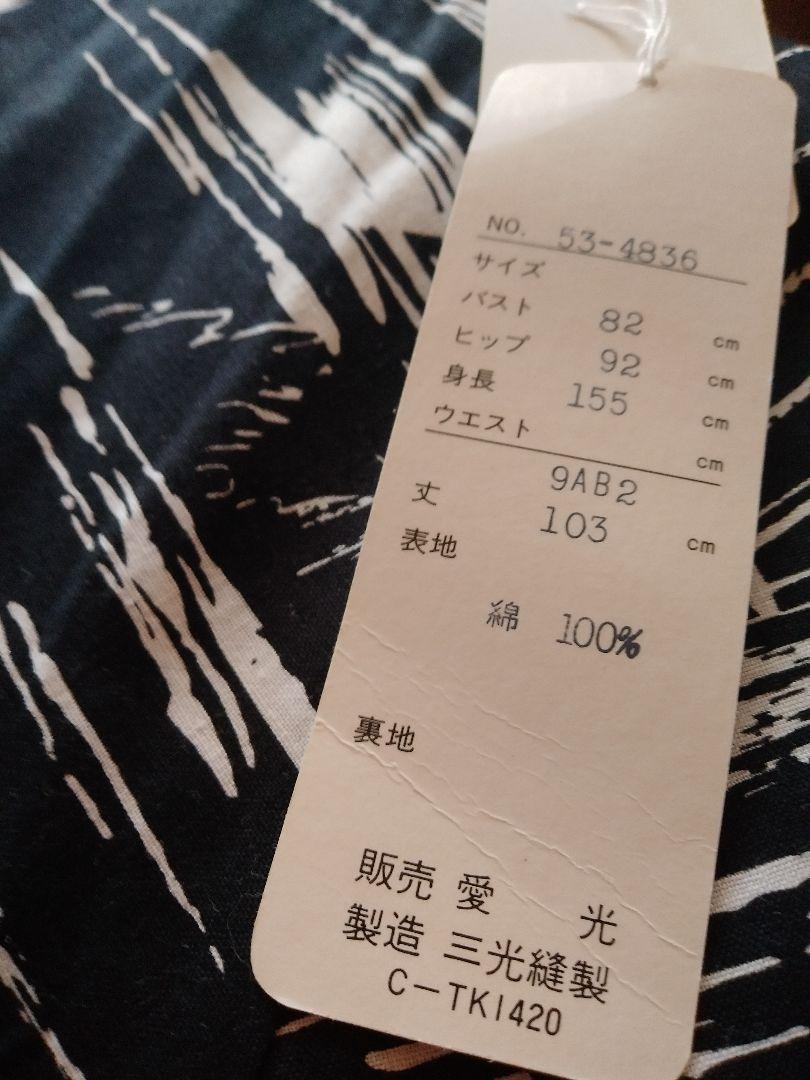 NO. 53-4836
サイズ
バスト 82 cm
ヒップ 92 cm
身長 155 cm
ウエスト cm
9AB2
丈 103 cm
表地
綿 100%
裏地
販売 愛光
製造 三光縫製
C-TK1420